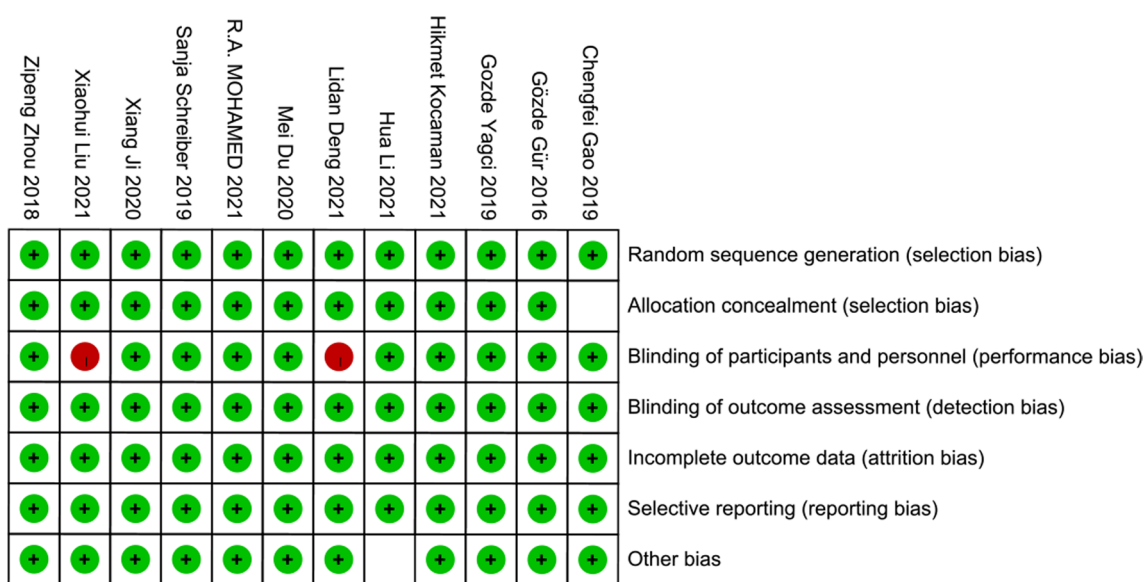 Zipeng Zhou 2018
Xiaohui Liu 2021
Xiang Ji 2020
Sanja Schreiber 2019
R.A. MOHAMED 2021
Mei Du 2020
Lidan Deng 2021
Hua Li 2021
Hikmet Kocaman 2021
Gozde Yagci 2019
Gözde Gür 2016
Chengfei Gao 2019
+ + + + + + + + + + + + Random sequence generation (selection bias)
+ + + + + + + + + + + Allocation concealment (selection bias)
+ – + + + + – + + + + + Blinding of participants and personnel (performance bias)
+ + + + + + + + + + + + Blinding of outcome assessment (detection bias)
+ + + + + + + + + + + + Incomplete outcome data (attrition bias)
+ + + + + + + + + + + + Selective reporting (reporting bias)
+ + + + + + + + + + + Other bias